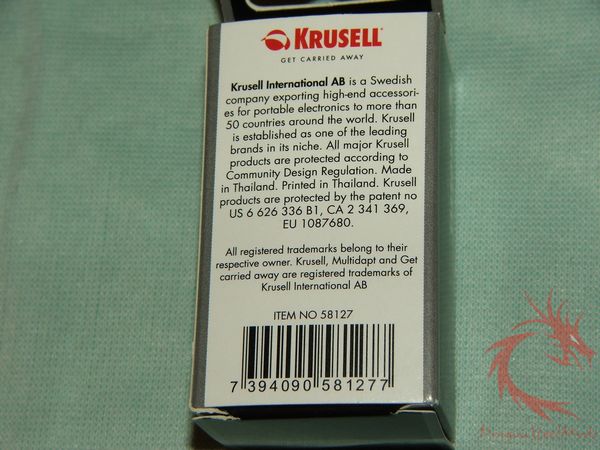 KRUSELL
GET CARRIED AWAY
Krusell International AB is a Swedish
company exporting high-end accessori-
es for portable electronics to more than
50 countries around the world. Krusell
is established as one of the leading
brands in its niche. All major Krusell
products are protected according to
Community Design Regulation. Made
in Thailand. Printed in Thailand. Krusell
products are protected by the patent no
US 6 626 336 B1, CA 2 341 369,
EU 1087680.
All registered trademarks belong to their
respective owner. Krusell, Multidapt and Get
carried away are registered trademarks of
Krusell International AB
ITEM NO 58127
7 394090 581277